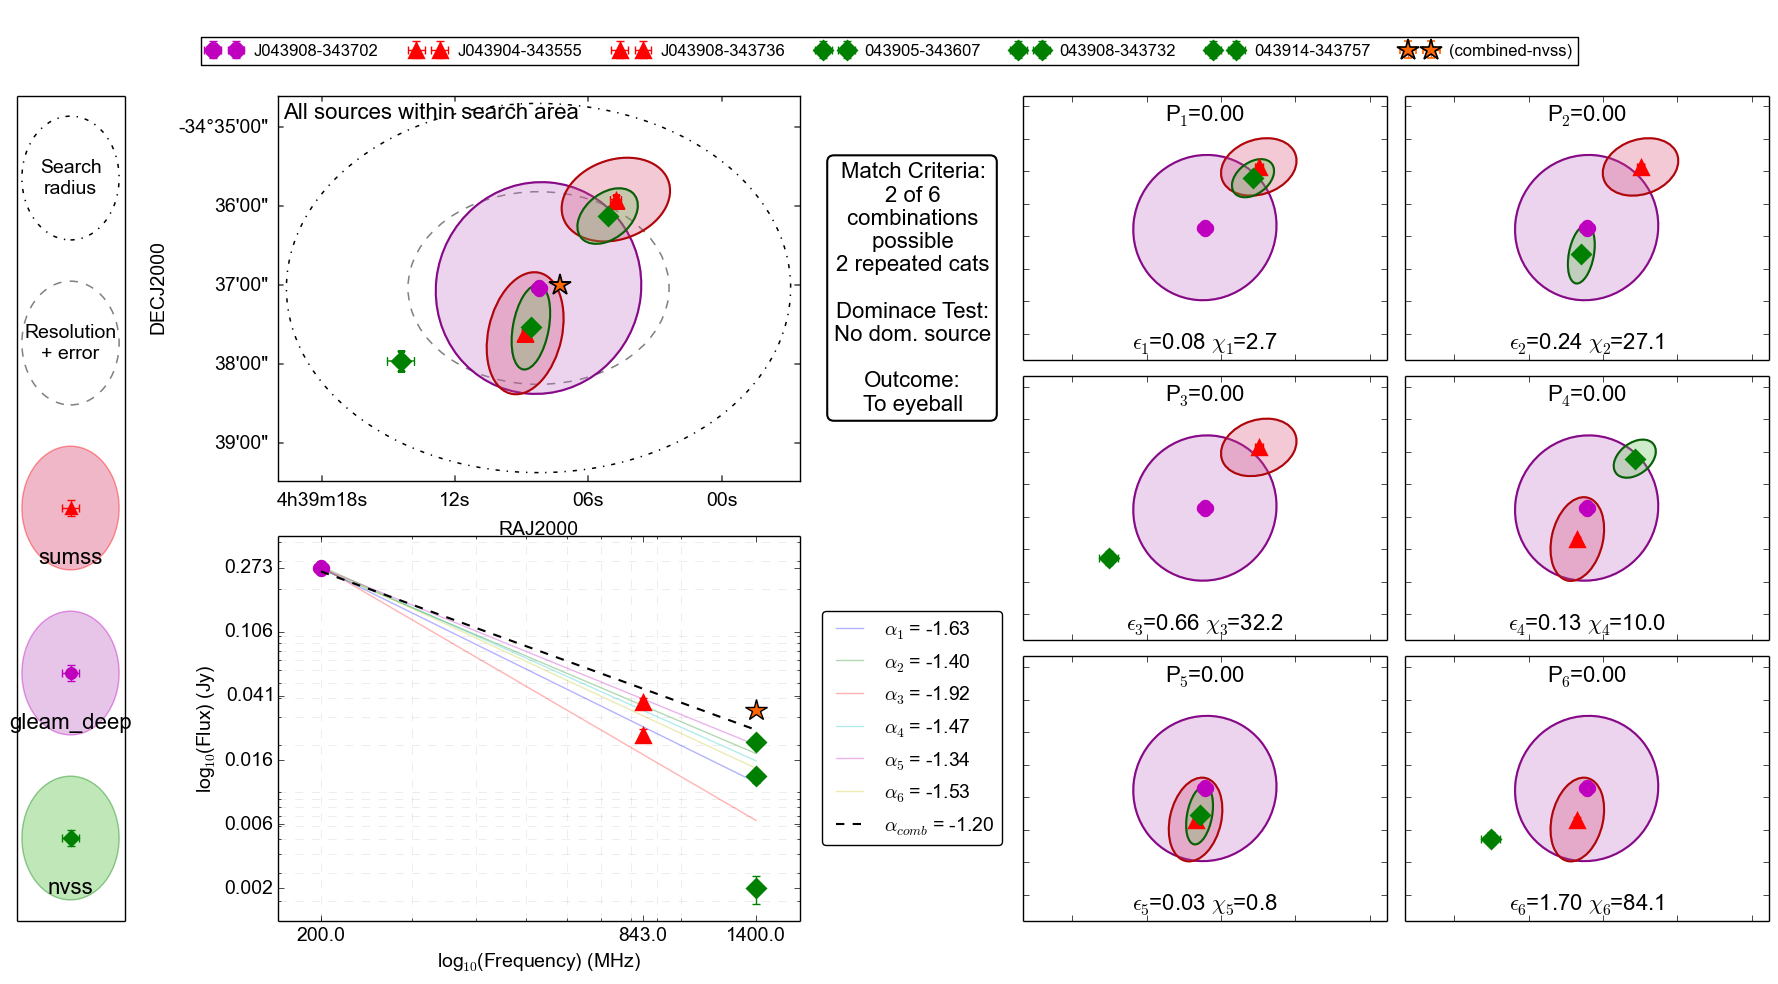 J043908-343702 J043904-343555 J043908-343736 043905-343607 043908-343732 043914-343757 (combined-nvss)
Search
radius
Resolution
+ error
sumss
gleam_deep
nvss
All sources within search area
DECJ2000
-34°35'00"
36'00"
37'00"
38'00"
39'00"
4h39m18s 12s 06s 00s
RAJ2000
log₁₀(Flux) (Jy)
0.273
0.106
0.041
0.016
0.006
0.002
200.0 843.0 1400.0
log₁₀(Frequency) (MHz)
Match Criteria:
2 of 6
combinations
possible
2 repeated cats
Dominace Test:
No dom. source
Outcome:
To eyeball
α₁ = -1.63
α₂ = -1.40
α₃ = -1.92
α₄ = -1.47
α₅ = -1.34
α₆ = -1.53
α_comb = -1.20
P₁=0.00
ϵ₁=0.08 χ₁=2.7
P₂=0.00
ϵ₂=0.24 χ₂=27.1
P₃=0.00
ϵ₃=0.66 χ₃=32.2
P₄=0.00
ϵ₄=0.13 χ₄=10.0
P₅=0.00
ϵ₅=0.03 χ₅=0.8
P₆=0.00
ϵ₆=1.70 χ₆=84.1